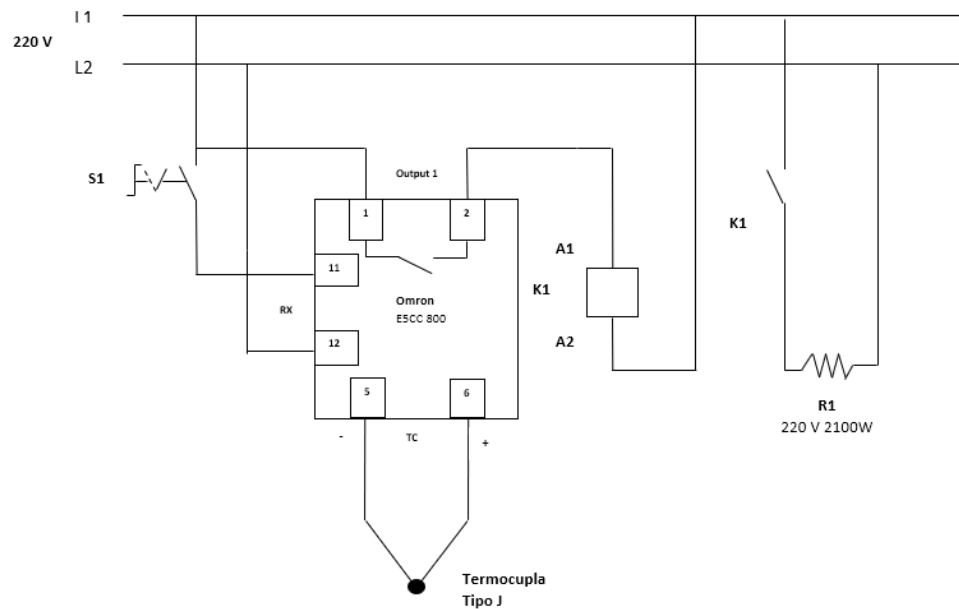 L1
220 V
L2
S1
Output 1
1
2
11
RX
12
Omron
E5CC 800
5
6
-
TC
+
A1
K1
A2
K1
R1
220 V 2100W
Termocupla
Tipo J